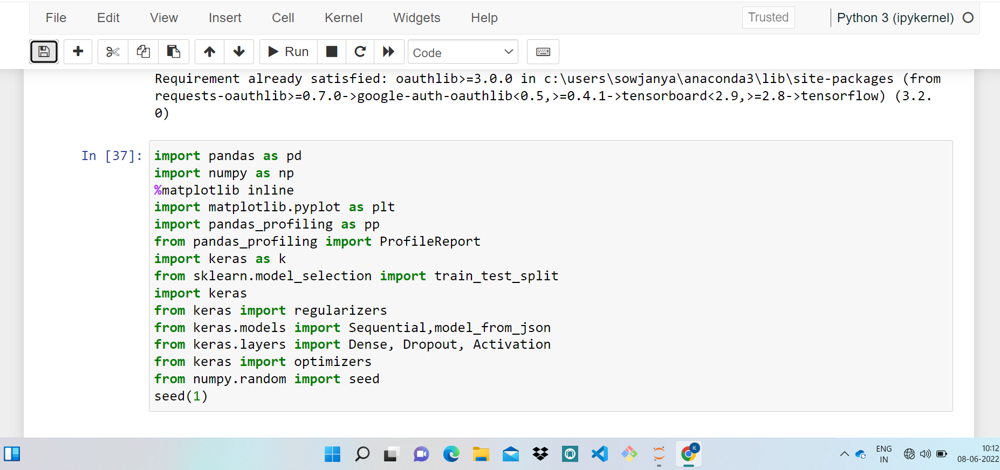 File Edit View Insert Cell Kernel Widgets Help Trusted Python 3 (ipykernel)
Run Code
Requirement already satisfied: oauthlib>=3.0.0 in c:\users\sowjanya\anaconda3\lib\site-packages (from
requests-oauthlib>=0.7.0->google-auth-oauthlib<0.5,>=0.4.1->tensorboard<2.9,>=2.8->tensorflow) (3.2.
0)
In [37]: import pandas as pd
import numpy as np
%matplotlib inline
import matplotlib.pyplot as plt
import pandas_profiling as pp
from pandas_profiling import ProfileReport
import keras as k
from sklearn.model_selection import train_test_split
import keras
from keras import regularizers
from keras.models import Sequential,model_from_json
from keras.layers import Dense, Dropout, Activation
from keras import optimizers
from numpy.random import seed
seed(1)
K
ENG 10:12
IN 08-06-2022